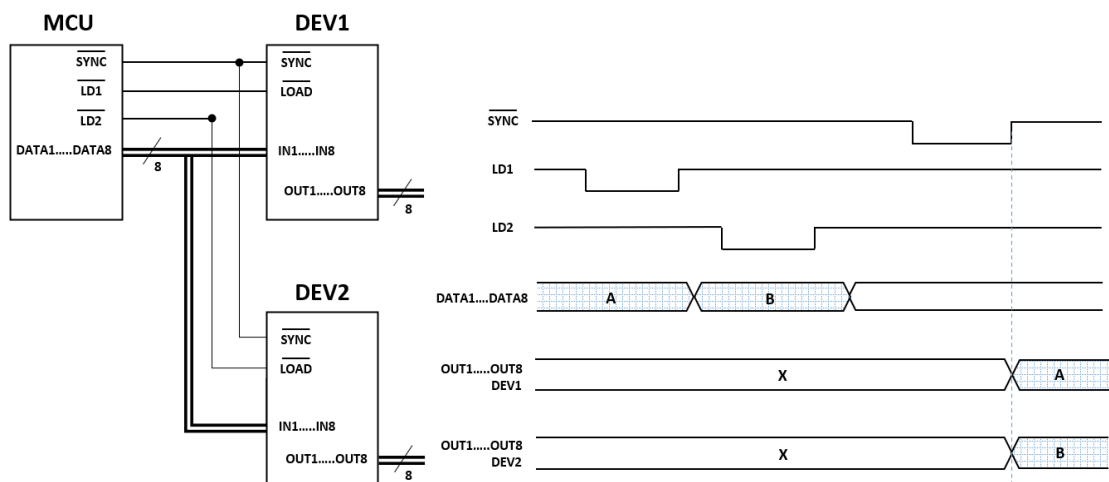 MCU
SYNC
LD1
LD2
DATA1.....DATA8
8
DEV1
SYNC
LOAD
IN1.....IN8
OUT1.....OUT8
8
DEV2
SYNC
LOAD
IN1.....IN8
OUT1.....OUT8
8
SYNC
LD1
LD2
DATA1....DATA8
A
B
OUT1.....OUT8
DEV1
X
A
OUT1.....OUT8
DEV2
X
B